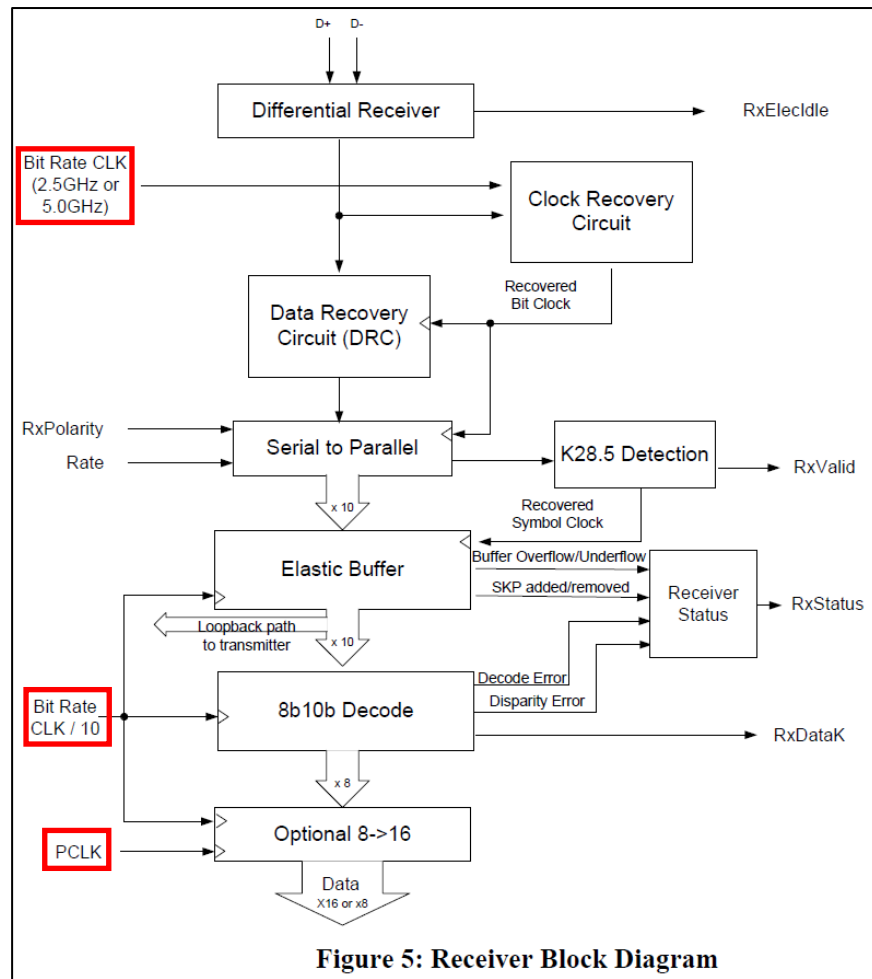 D+ D-
Differential Receiver
RxElecIdle
Bit Rate CLK
(2.5GHz or
5.0GHz)
Clock Recovery
Circuit
Recovered
Bit Clock
Data Recovery
Circuit (DRC)
RxPolarity
Rate
Serial to Parallel
K28.5 Detection
RxValid
x 10
Recovered
Symbol Clock
Elastic Buffer
Buffer Overflow/Underflow
SKP added/removed
Receiver
Status
RxStatus
Loopback path
to transmitter
x 10
Decode Error
Disparity Error
Bit Rate
CLK / 10
8b10b Decode
RxDataK
x 8
Optional 8->16
PCLK
Data
X16 or x8
Figure 5: Receiver Block Diagram